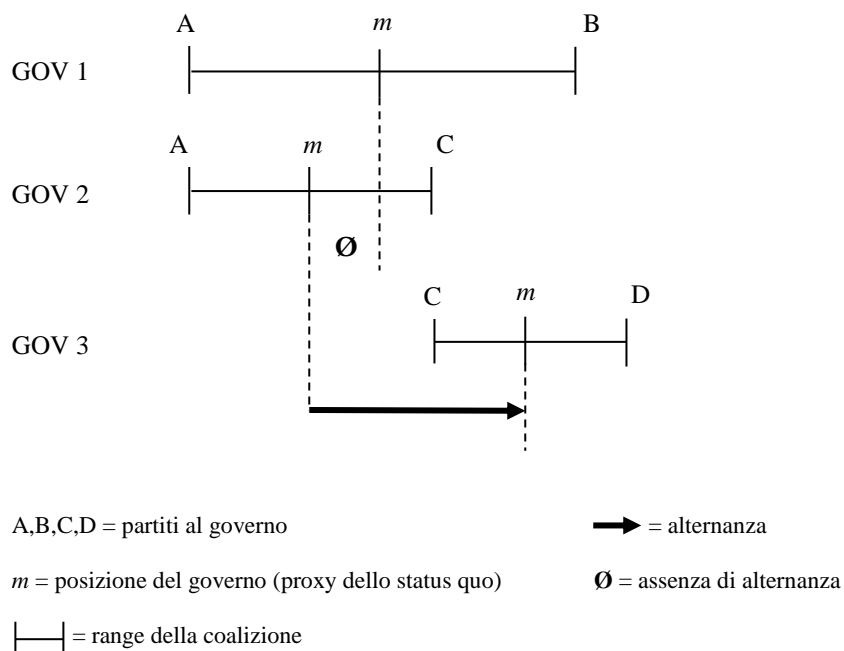 A m B
GOV 1
A m C
GOV 2
Ø
C m D
GOV 3
A,B,C,D = partiti al governo = alternanza
m = posizione del governo (proxy dello status quo) Ø = assenza di alternanza
= range della coalizione